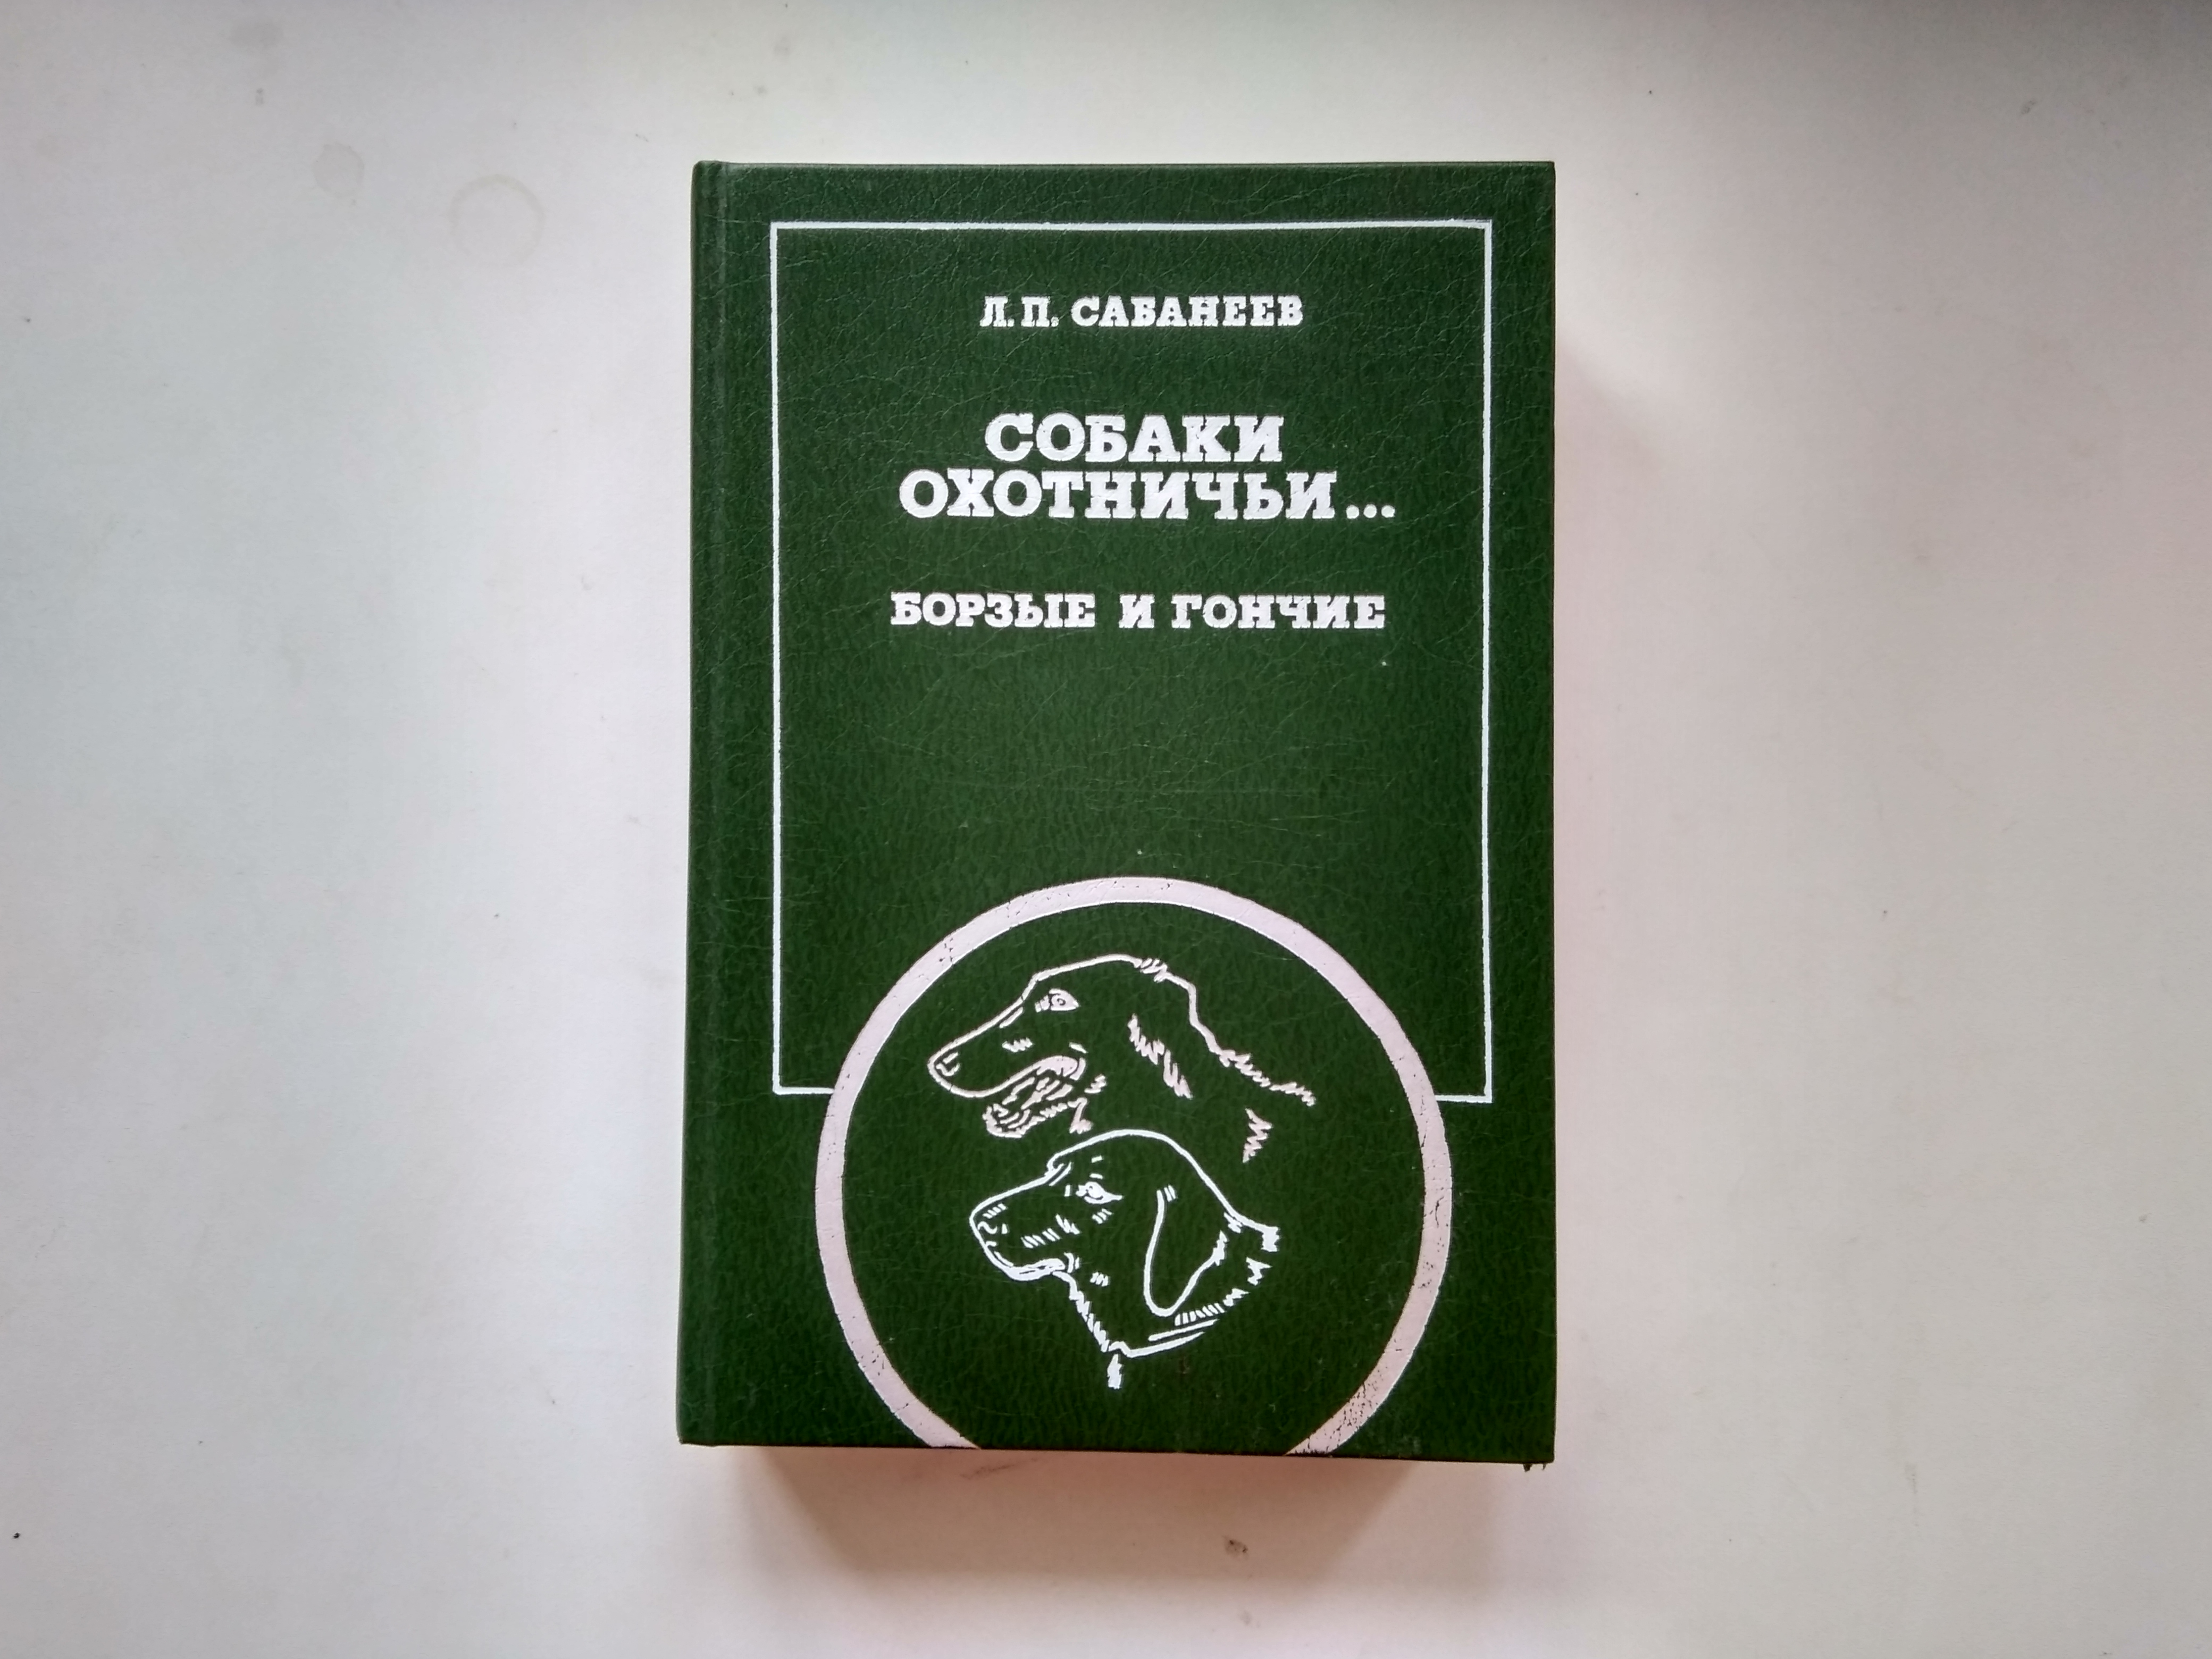 Л. П. САБАНЕЕВ
СОБАКИ
ОХОТНИЧЬИ...
БОРЗЫЕ И ГОНЧИЕ